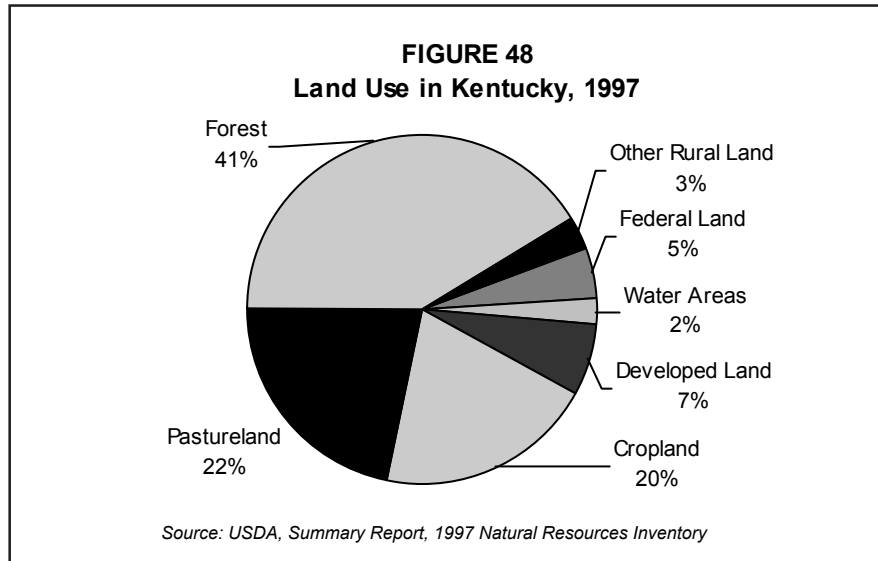 FIGURE 48
Land Use in Kentucky, 1997
Forest
41%
Other Rural Land
3%
Federal Land
5%
Water Areas
2%
Developed Land
7%
Cropland
20%
Pastureland
22%
Source: USDA, Summary Report, 1997 Natural Resources Inventory